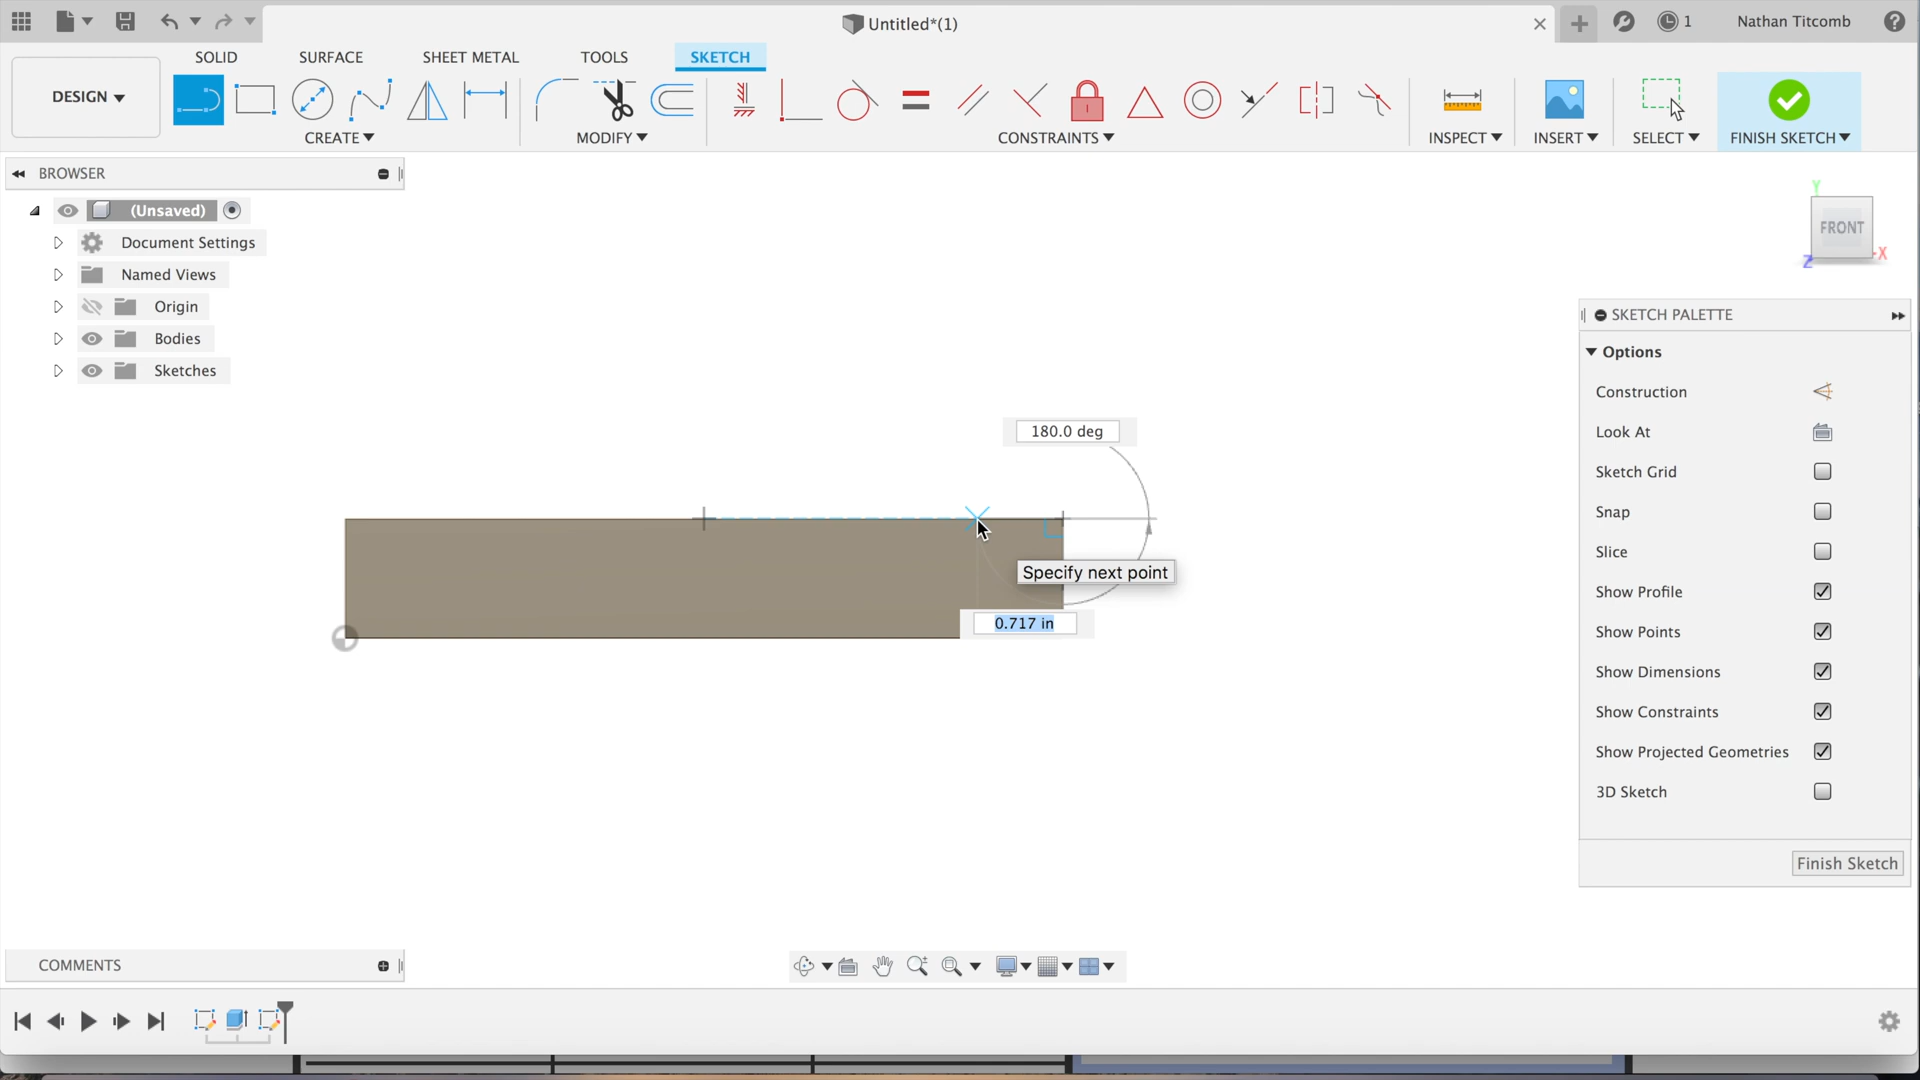 Untitled*(1)
1
Nathan Titcomb
SOLID
SURFACE
SHEET METAL
TOOLS
SKETCH
DESIGN
CREATE
MODIFY
CONSTRAINTS
INSPECT
INSERT
SELECT
FINISH SKETCH
BROWSER
(Unsaved)
Document Settings
Named Views
Origin
Bodies
Sketches
Y
FRONT
X
Z
SKETCH PALETTE
Options
Construction
Look At
Sketch Grid
Snap
Slice
Show Profile
Show Points
Show Dimensions
Show Constraints
Show Projected Geometries
3D Sketch
Finish Sketch
180.0 deg
Specify next point
0.717 in
COMMENTS